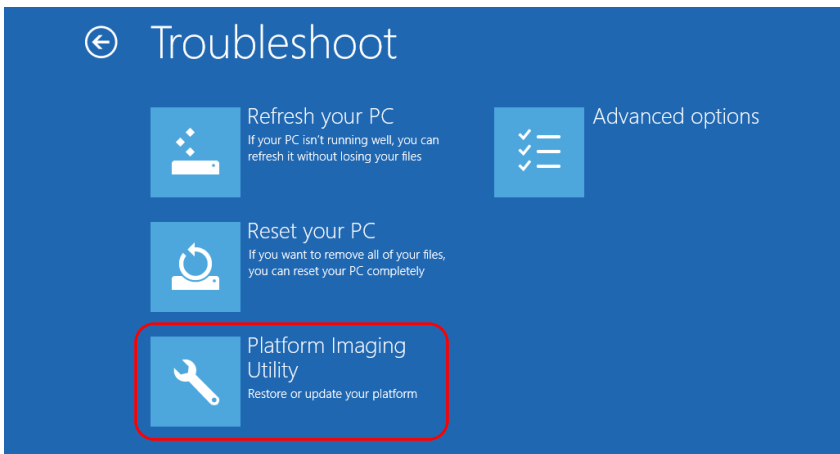 Troubleshoot
Refresh your PC
If your PC isn't running well, you can
refresh it without losing your files
Reset your PC
If you want to remove all of your files,
you can reset your PC completely
Platform Imaging
Utility
Restore or update your platform
Advanced options